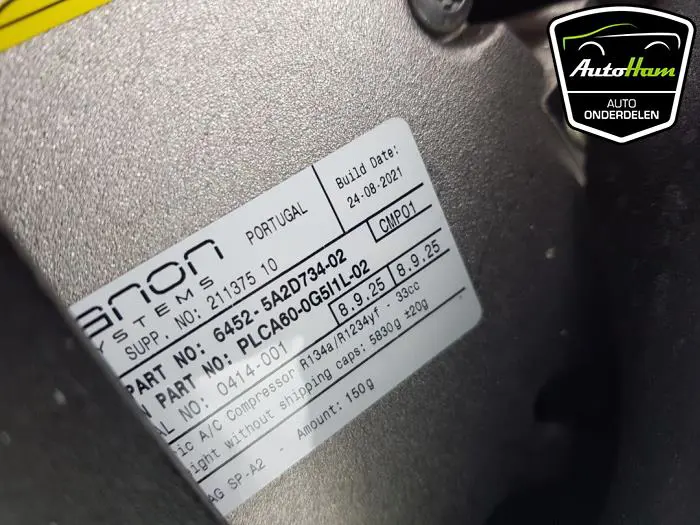 AutoHam
AUTO
ONDERDELEN
PORTUGAL
Build Date:
24-08-2021
SUPP. NO: 211375 10
CMP01
PART NO: 6452-5A2D734-02
PART NO: PLCA60-0G5I1L-02
NO: 0414-001
8.9.25
8.9.25
A/C Compressor R134a/R1234yf - 33cc
without shipping caps: 5830g ±20g
SP-A2 - Amount: 150g